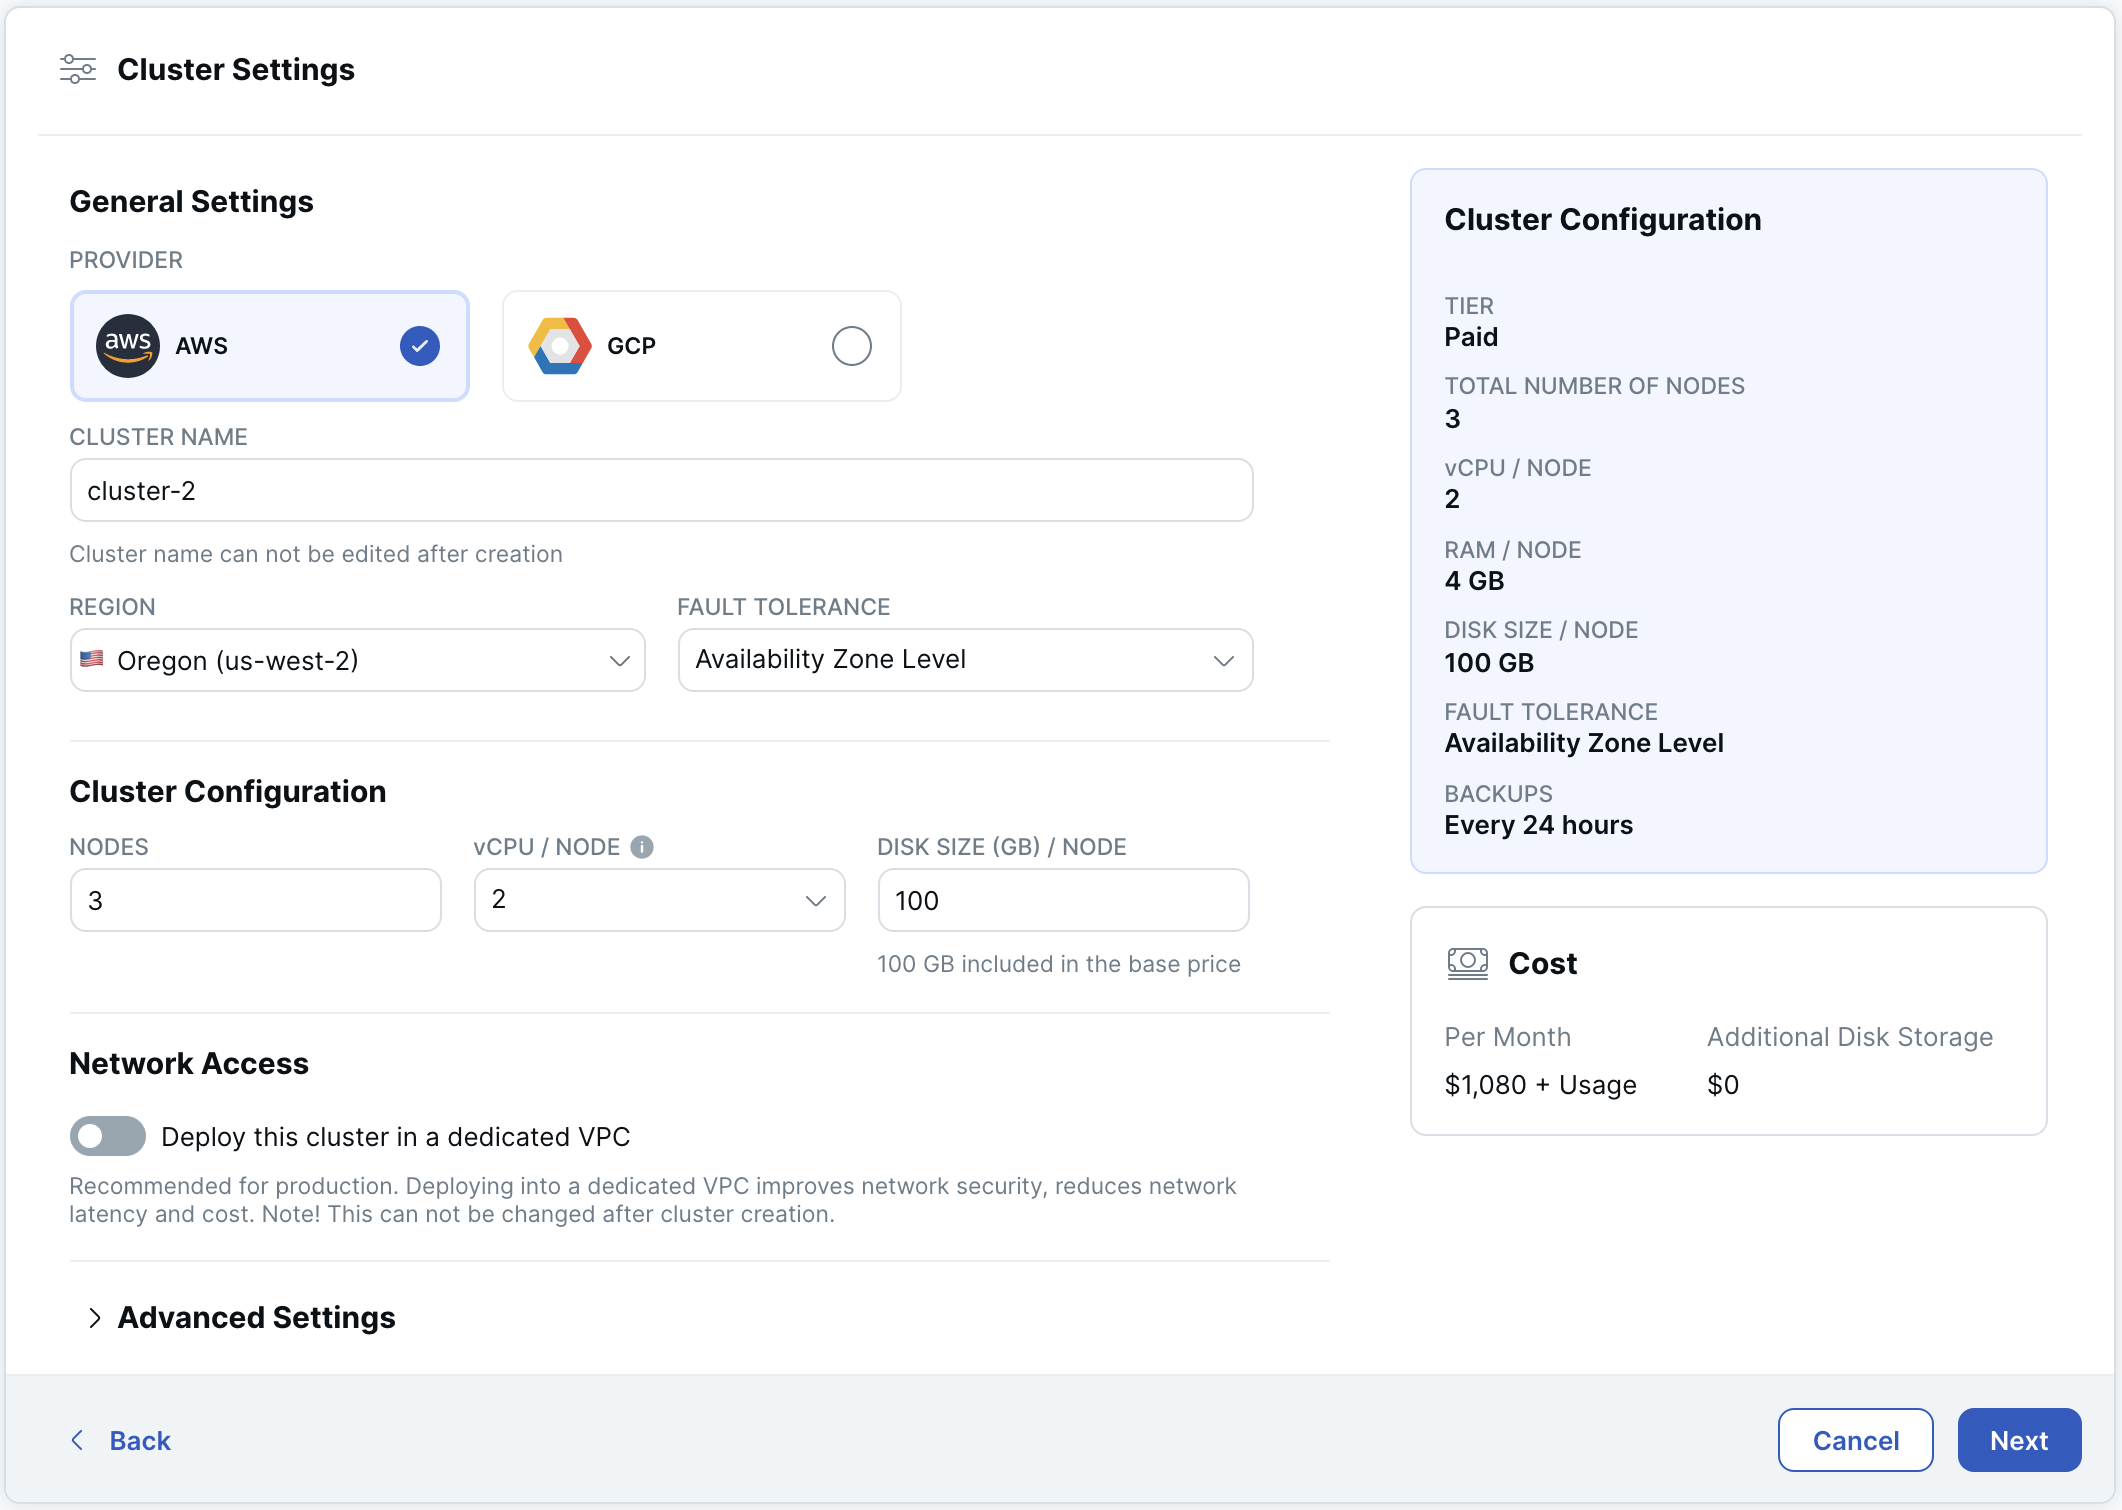 Cluster Settings
General Settings
PROVIDER
aws AWS
GCP
CLUSTER NAME
cluster-2
Cluster name can not be edited after creation
REGION
FAULT TOLERANCE
Oregon (us-west-2)
Availability Zone Level
Cluster Configuration
NODES
vCPU / NODE
DISK SIZE (GB) / NODE
3
2
100
100 GB included in the base price
Network Access
Deploy this cluster in a dedicated VPC
Recommended for production. Deploying into a dedicated VPC improves network security, reduces network
latency and cost. Note! This can not be changed after cluster creation.
Advanced Settings
Cluster Configuration
TIER
Paid
TOTAL NUMBER OF NODES
3
vCPU / NODE
2
RAM / NODE
4 GB
DISK SIZE / NODE
100 GB
FAULT TOLERANCE
Availability Zone Level
BACKUPS
Every 24 hours
Cost
Per Month
Additional Disk Storage
$1,080 + Usage
$0
Back
Cancel
Next